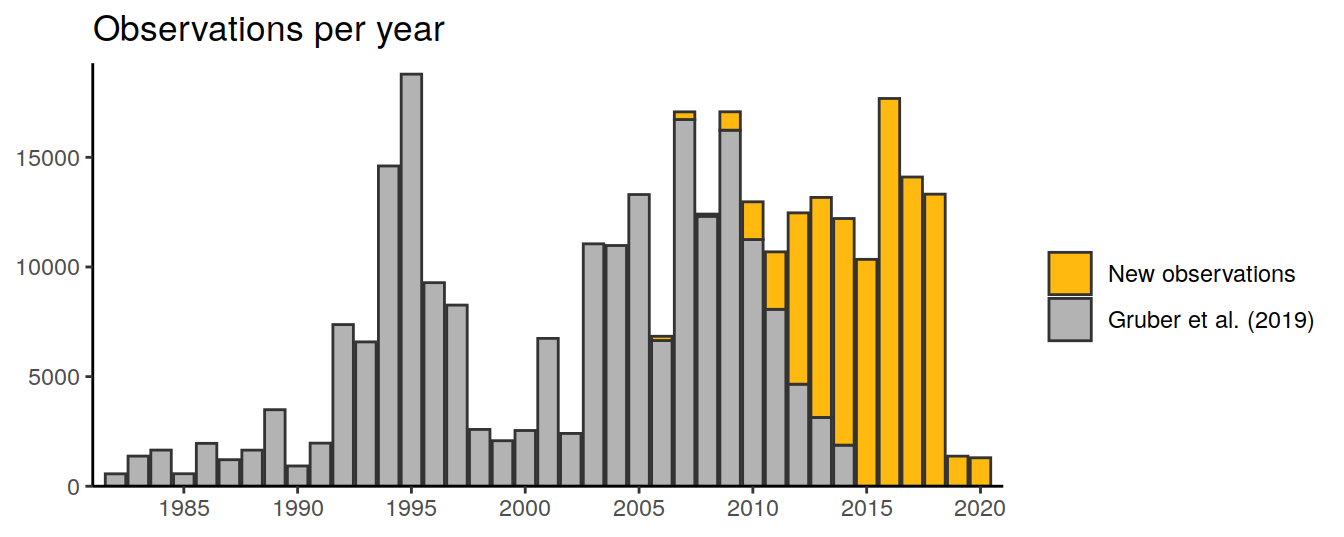 Observations per year
15000
10000
5000
0
1985 1990 1995 2000 2005 2010 2015 2020
New observations
Gruber et al. (2019)